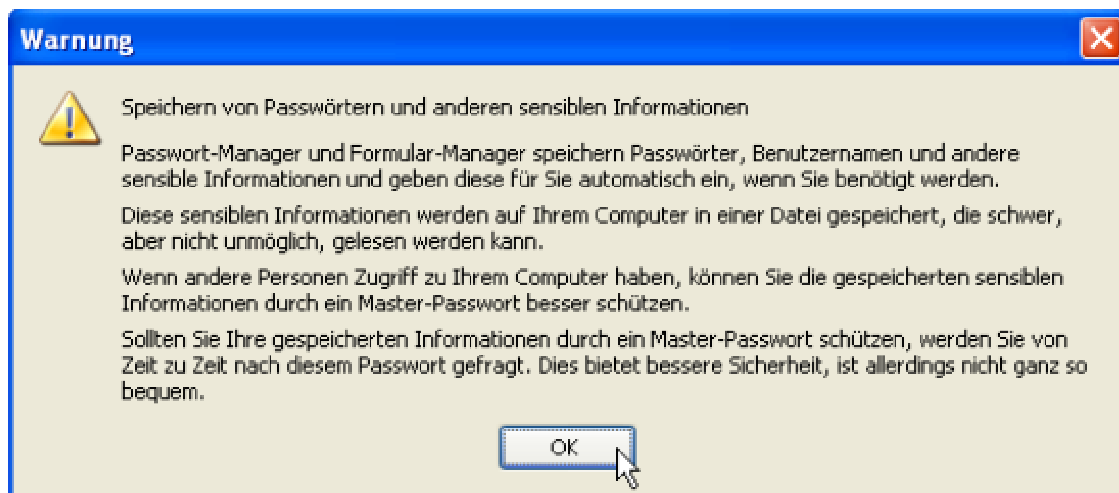 Warnung
Speichern von Passwörtern und anderen sensiblen Informationen
Passwort-Manager und Formular-Manager speichern Passwörter, Benutzernamen und andere
sensible Informationen und geben diese für Sie automatisch ein, wenn Sie benötigt werden.
Diese sensiblen Informationen werden auf Ihrem Computer in einer Datei gespeichert, die schwer,
aber nicht unmöglich, gelesen werden kann.
Wenn andere Personen Zugriff zu Ihrem Computer haben, können Sie die gespeicherten sensiblen
Informationen durch ein Master-Passwort besser schützen.
Sollten Sie Ihre gespeicherten Informationen durch ein Master-Passwort schützen, werden Sie von
Zeit zu Zeit nach diesem Passwort gefragt. Dies bietet bessere Sicherheit, ist allerdings nicht ganz so
bequem.
OK